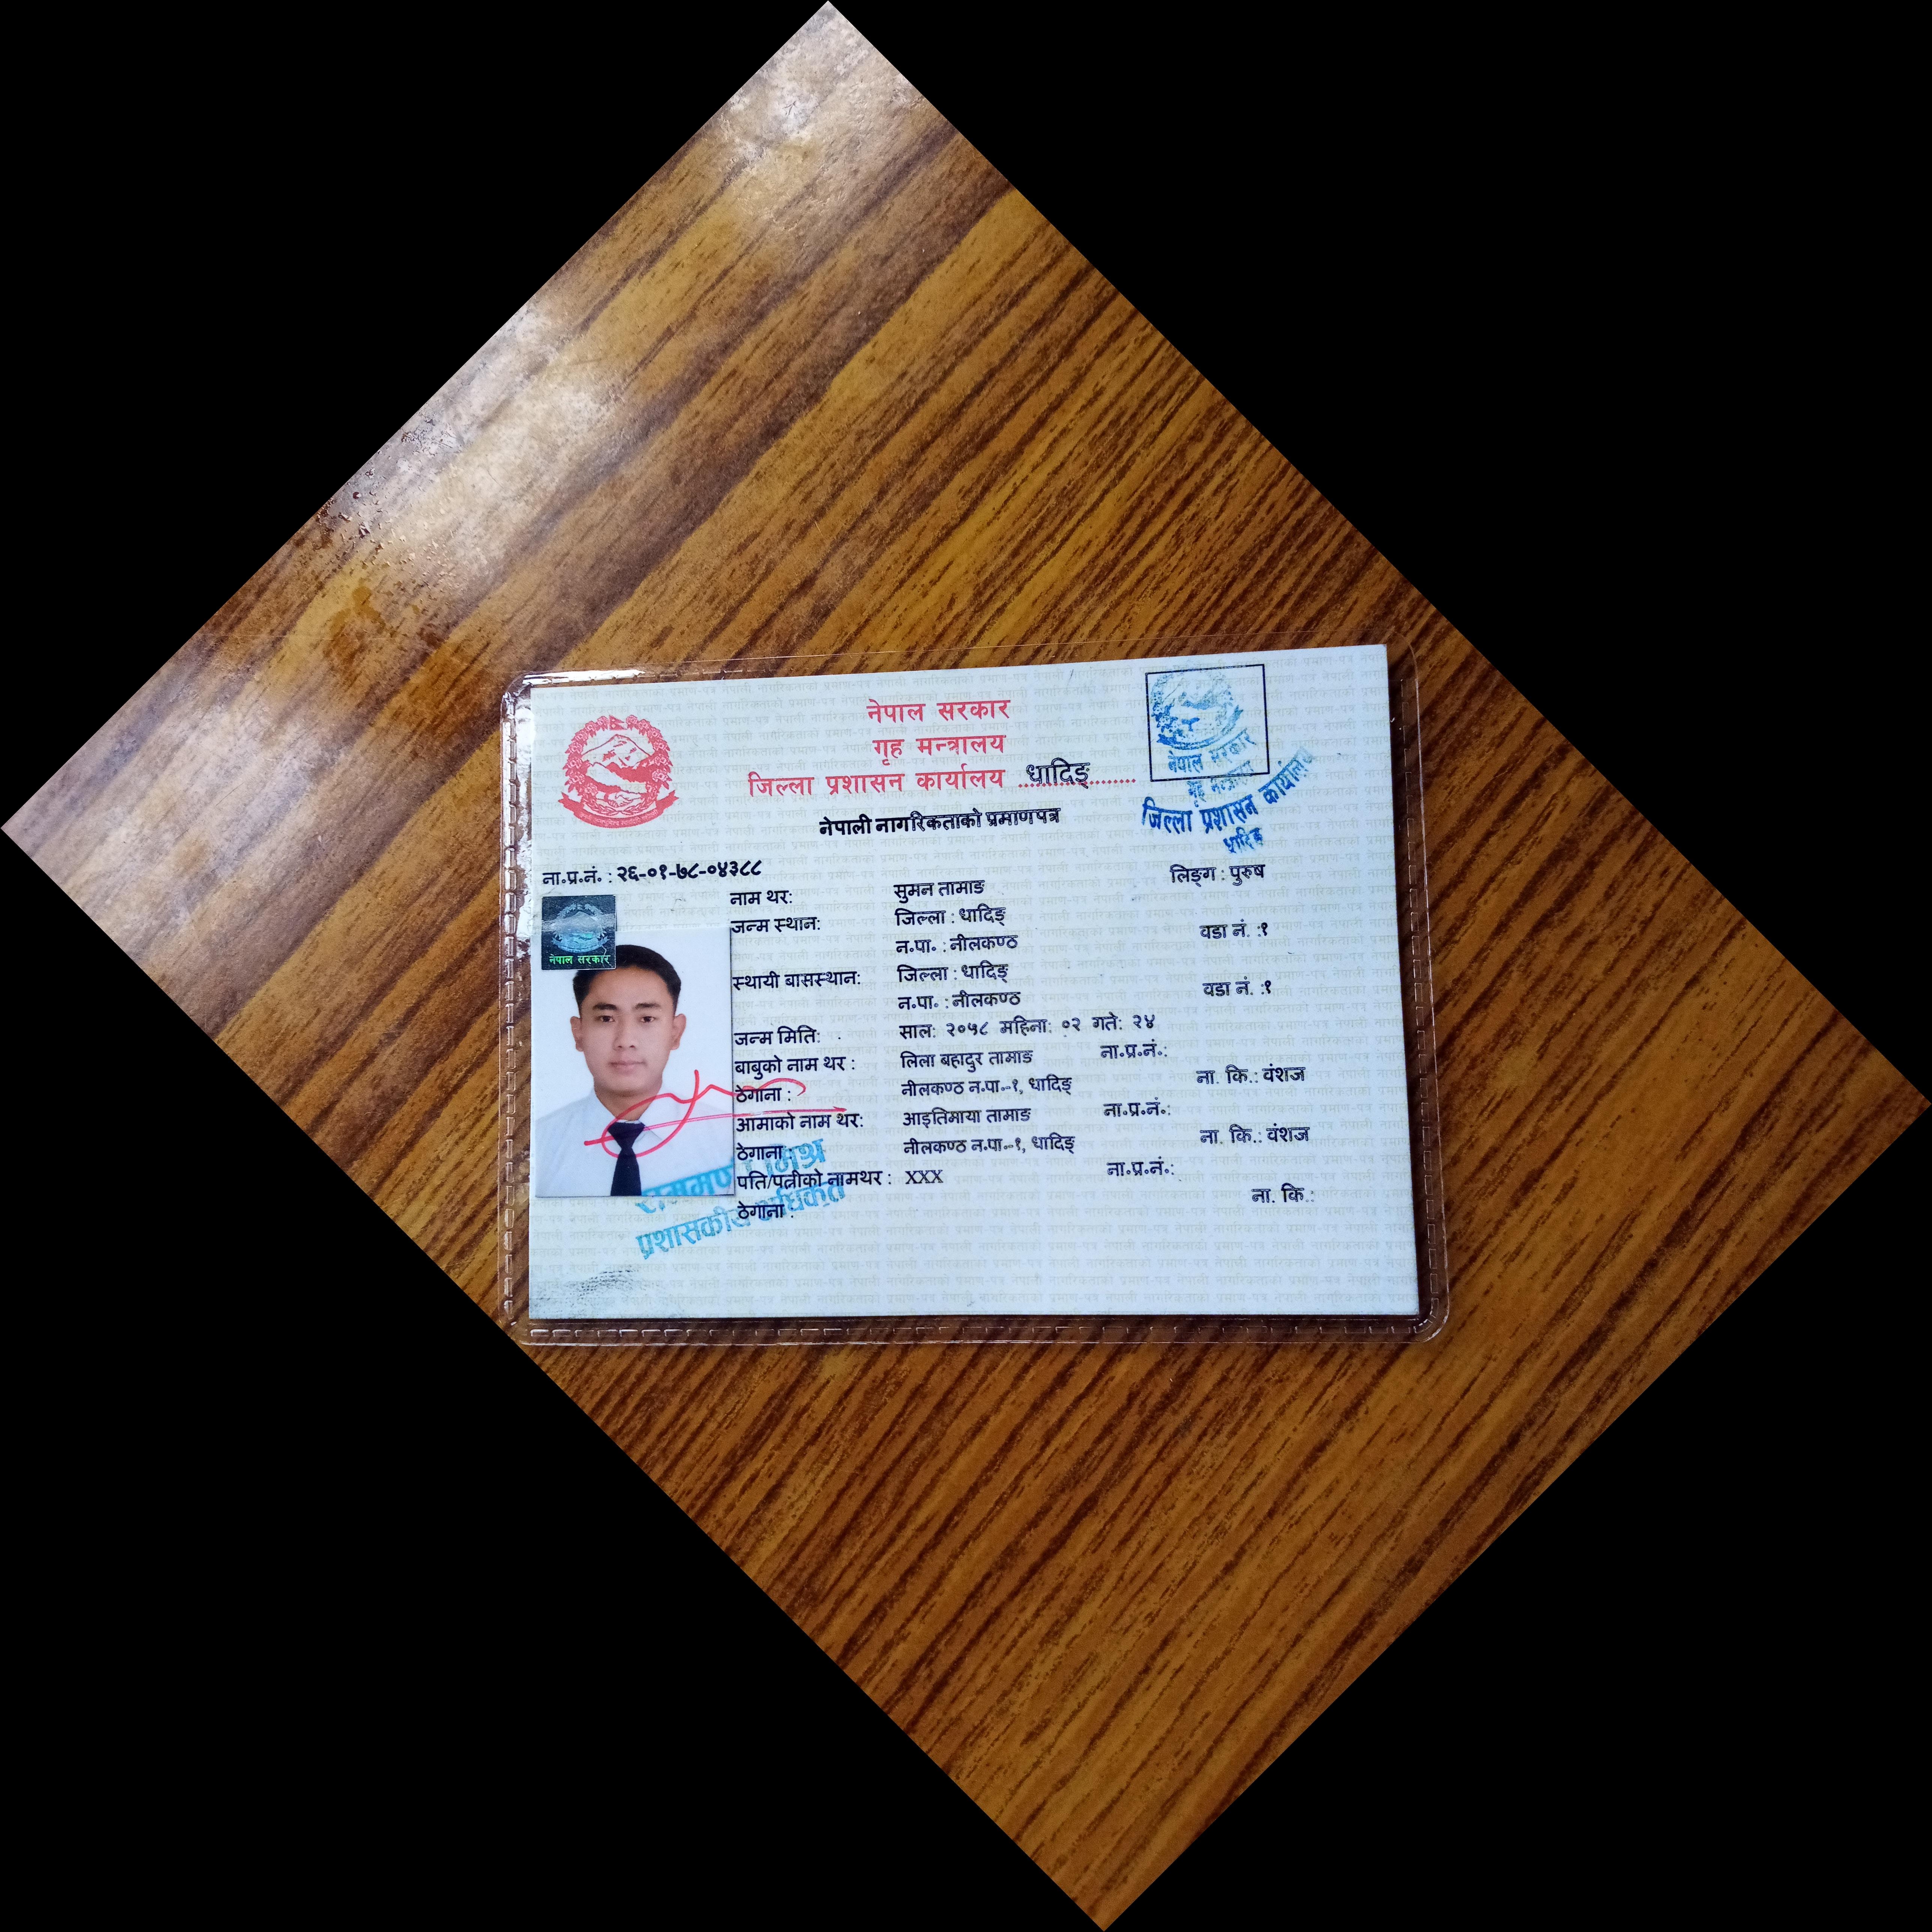 नेपाल सरकार
गृह मन्त्रालय
जिल्ला प्रशासन कार्यालय धादिङ्ग
नेपाली नागरिकताको प्रमाणपत्र
नेपाल सरकार
गृह मन्त्रालय
जिल्ला प्रशासन कार्यालय
धादिङ
ना॰प्र॰नं॰ : २६-०१-७८-०४३८८
नाम थर: सुमन तामाङ लिङ्ग : पुरुष
जन्म स्थान: जिल्ला : धादिङ्ग
न॰पा॰ : नीलकण्ठ वडा नं. :१
नेपाल सरकार
स्थायी बासस्थान: जिल्ला : धादिङ्ग
न॰पा॰ : नीलकण्ठ वडा नं. :१
जन्म मिति: साल: २०५८ महिना: ०२ गते: २४
बाबुको नाम थर : लिला बहादुर तामाङ ना॰प्र॰नं.:
ठेगाना : नीलकण्ठ न॰पा॰-१, धादिङ्ग ना. कि.: वंशज
आमाको नाम थर: आइतिमाया तामाङ ना॰प्र॰नं.:
ठेगाना नीलकण्ठ न॰पा॰-१, धादिङ्ग ना. कि.: वंशज
पति/पत्नीको नामथर : XXX ना॰प्र॰नं.:
ठेगाना : ना. कि.:
मिश्र
प्रशासकीय अधिकृत